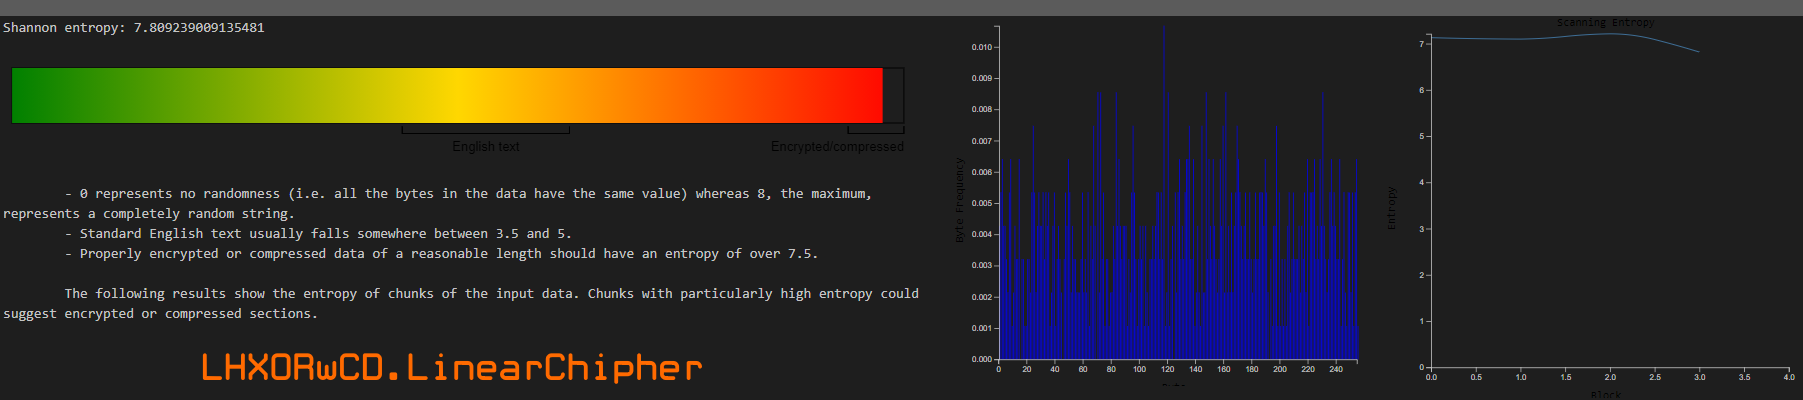 Shannon entropy: 7.809239009135481
English text
Encrypted/compressed
- 0 represents no randomness (i.e. all the bytes in the data have the same value) whereas 8, the maximum,
represents a completely random string.
- Standard English text usually falls somewhere between 3.5 and 5.
- Properly encrypted or compressed data of a reasonable length should have an entropy of over 7.5.
The following results show the entropy of chunks of the input data. Chunks with particularly high entropy could
suggest encrypted or compressed sections.
LHXORwCD.LinearChipher
Byte Frequency
0.010
0.009
0.008
0.007
0.006
0.005
0.004
0.003
0.002
0.001
0.000
0 20 40 60 80 100 120 140 160 180 200 220 240
Scanning Entropy
Entropy
7
6
5
4
3
2
1
0
0.0 0.5 1.0 1.5 2.0 2.5 3.0 3.5 4.0
Block